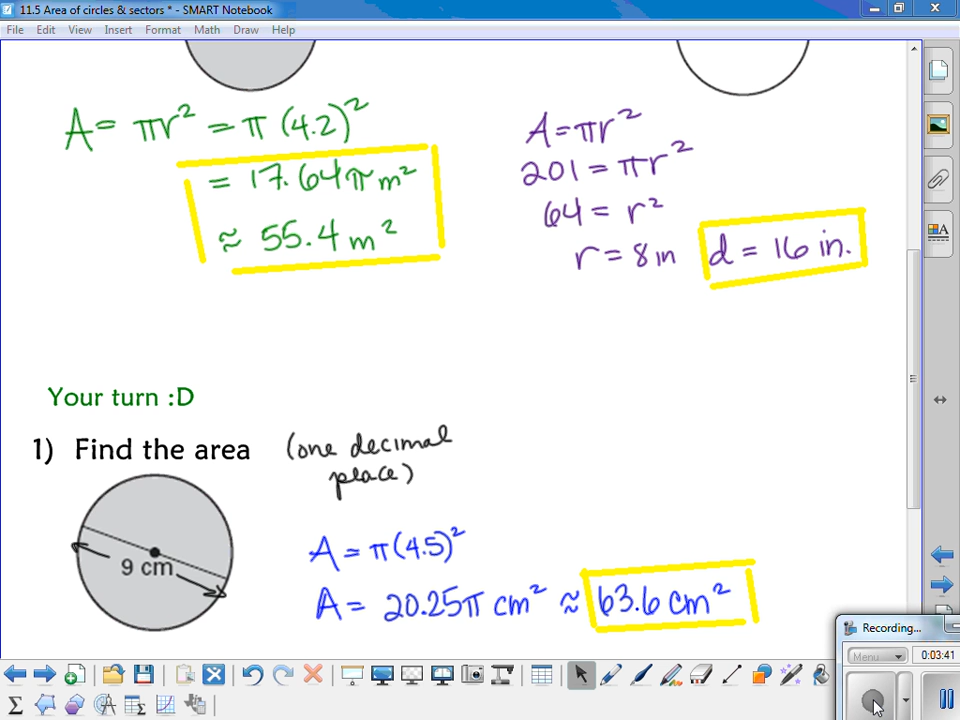 11.5 Area of circles & sectors * - SMART Notebook
File Edit View Insert Format Math Draw Help
A = πr² = π (4.2)²
= 17.64π m²
≈ 55.4 m²
A = πr²
201 = πr²
64 = r²
r = 8 in d = 16 in.
Your turn :D
1) Find the area (one decimal
place)
9 cm
A = π(4.5)²
A = 20.25π cm² ≈ 63.6 cm²
Recording...
Menu 0:03:41